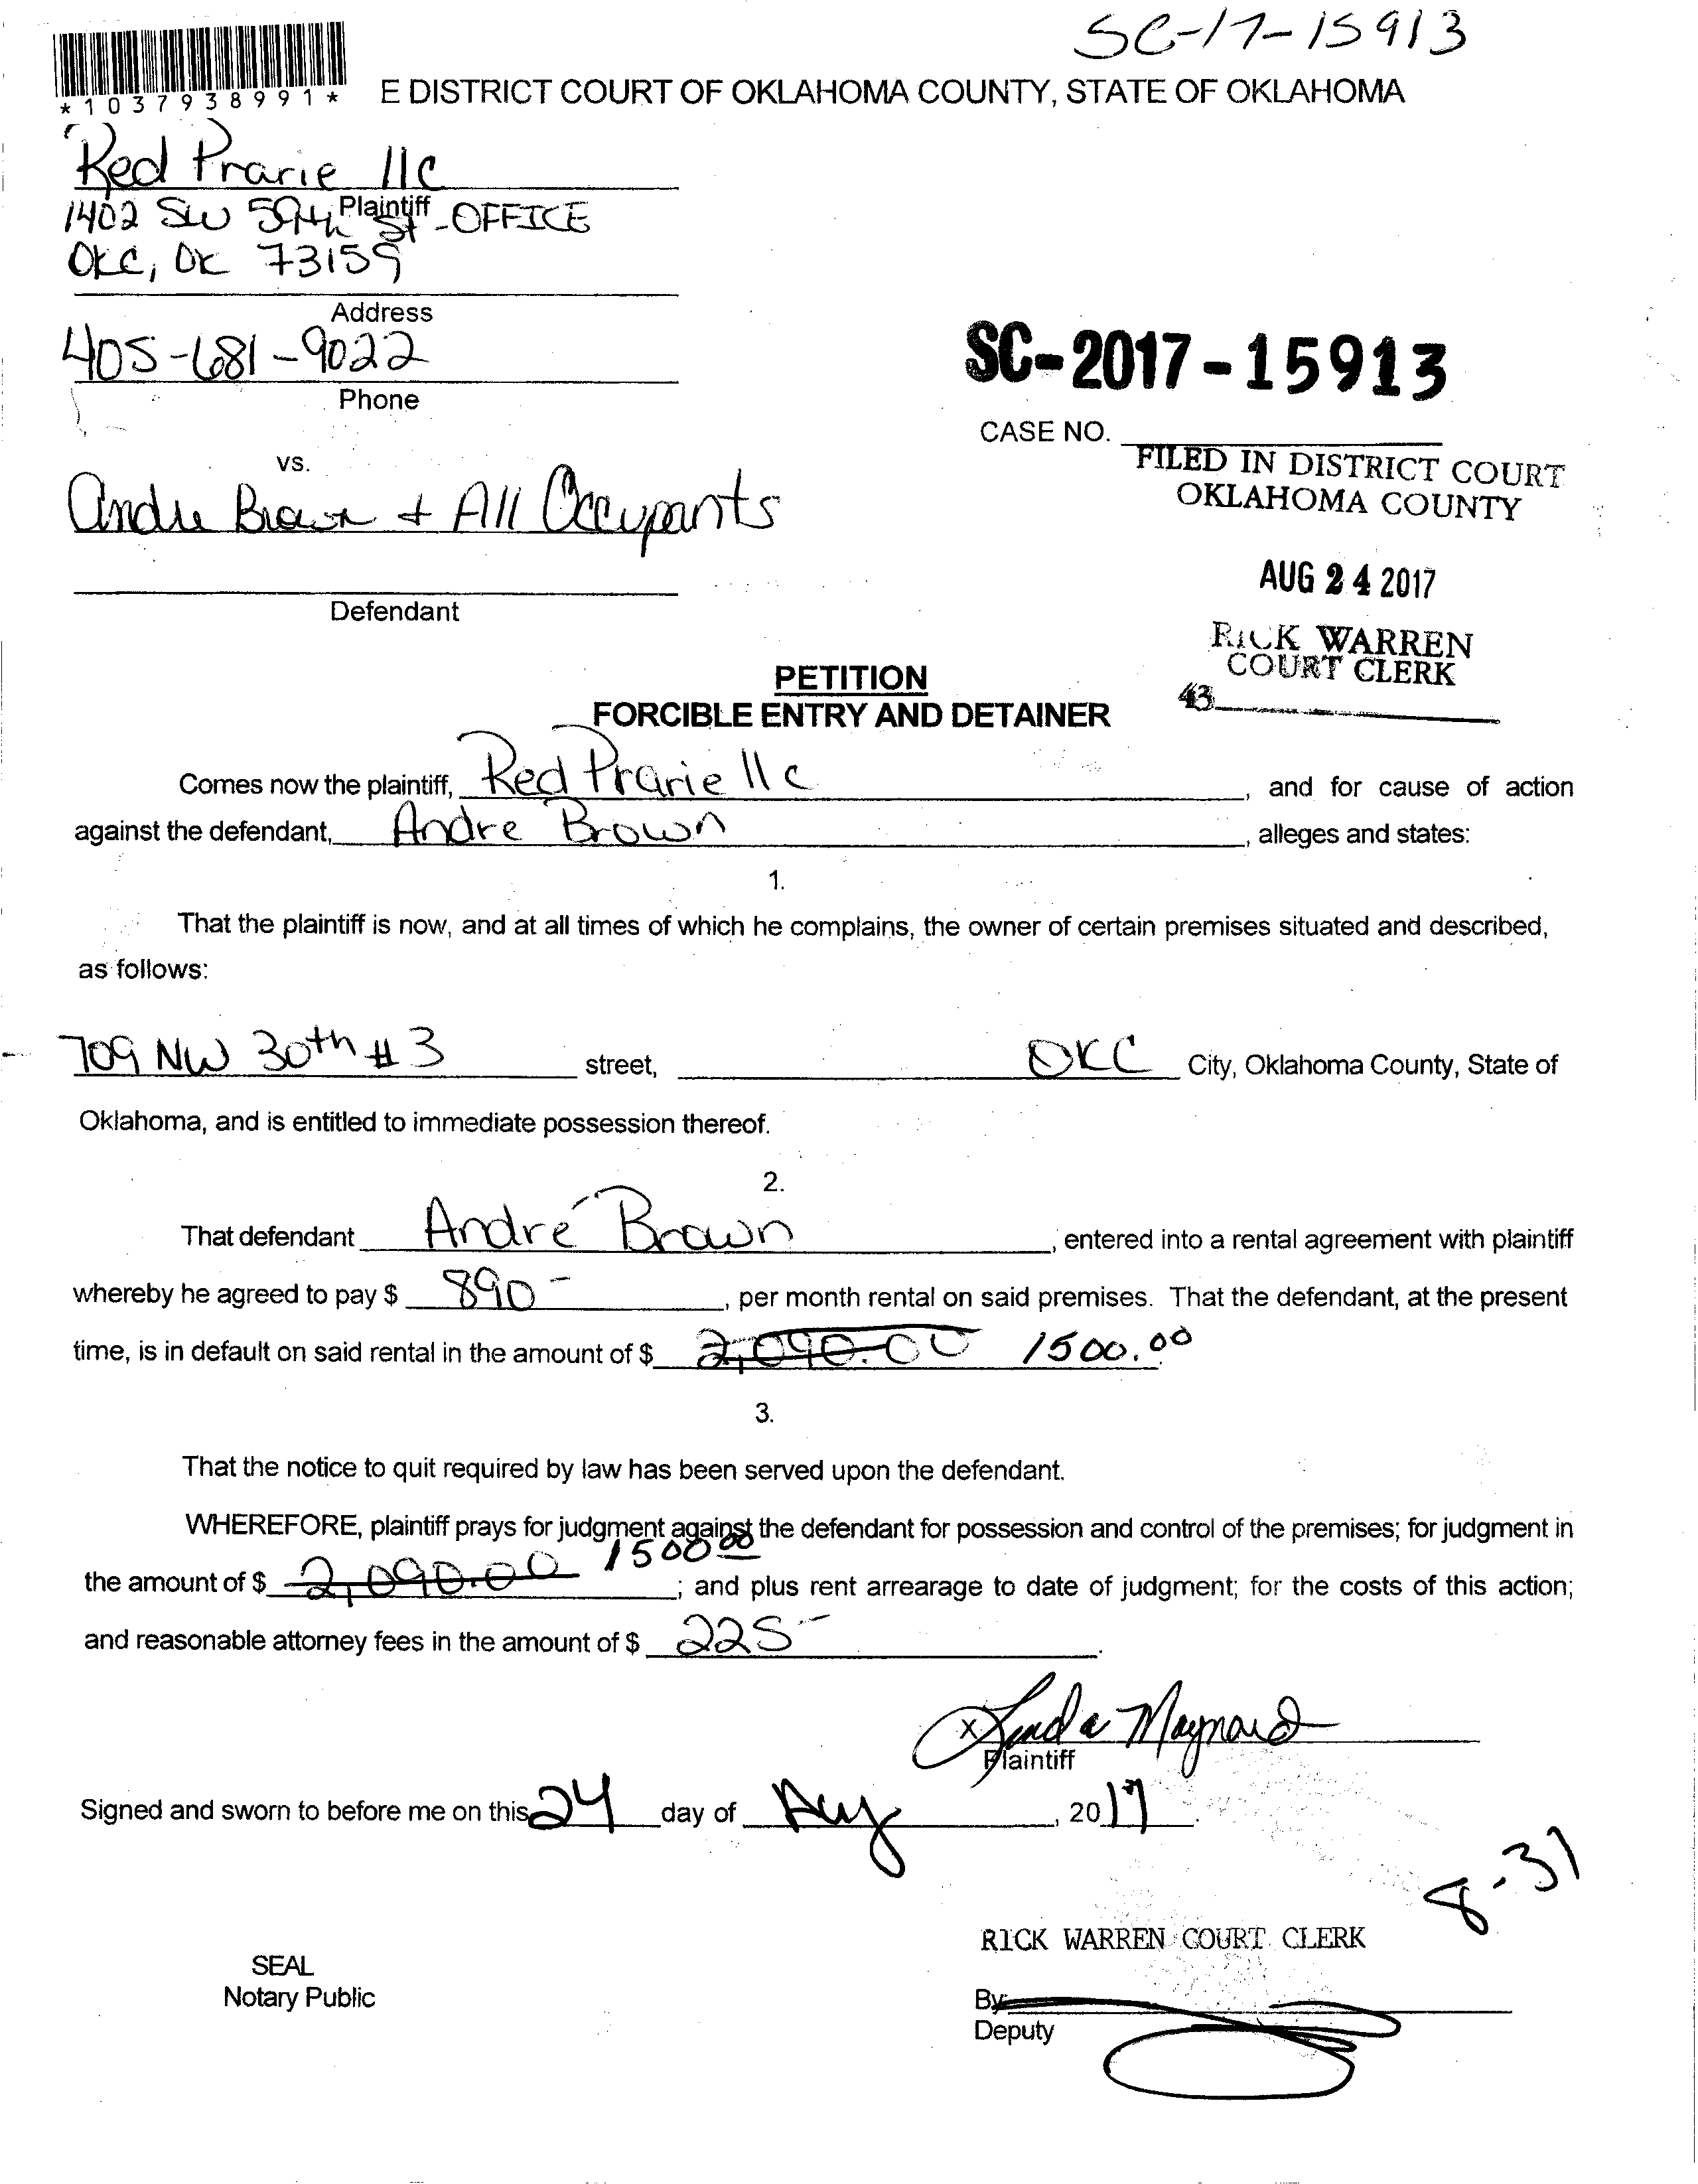 SC-17-15913
*1037938991*
E DISTRICT COURT OF OKLAHOMA COUNTY, STATE OF OKLAHOMA
Red Prarie llc
Plaintiff
1402 SW 59th St - OFFICE
OKC, OK 73159
Address
405-681-9022
Phone
SC-2017-15913
CASE NO.
FILED IN DISTRICT COURT
OKLAHOMA COUNTY
vs.
Andre Brown + All Occupants
AUG 24 2017
Defendant
RICK WARREN
COURT CLERK
43
PETITION
FORCIBLE ENTRY AND DETAINER
Comes now the plaintiff, Red Prarie llc, and for cause of action
against the defendant, Andre Brown, alleges and states:
1.
That the plaintiff is now, and at all times of which he complains, the owner of certain premises situated and described,
as follows:
709 NW 30th #3 street, OKC City, Oklahoma County, State of
Oklahoma, and is entitled to immediate possession thereof.
2.
That defendant André Brown, entered into a rental agreement with plaintiff
whereby he agreed to pay $ 890-, per month rental on said premises. That the defendant, at the present
time, is in default on said rental in the amount of $ 2,090.00 1500.00.
3.
That the notice to quit required by law has been served upon the defendant.
WHEREFORE, plaintiff prays for judgment against the defendant for possession and control of the premises; for judgment in
the amount of $ 2,090.00 1500 00; and plus rent arrearage to date of judgment; for the costs of this action;
and reasonable attorney fees in the amount of $ 225-.
x Linda Maynard
Plaintiff
Signed and sworn to before me on this 24 day of Aug, 2017.
8-31
RICK WARREN COURT CLERK
SEAL
Notary Public
By:
Deputy